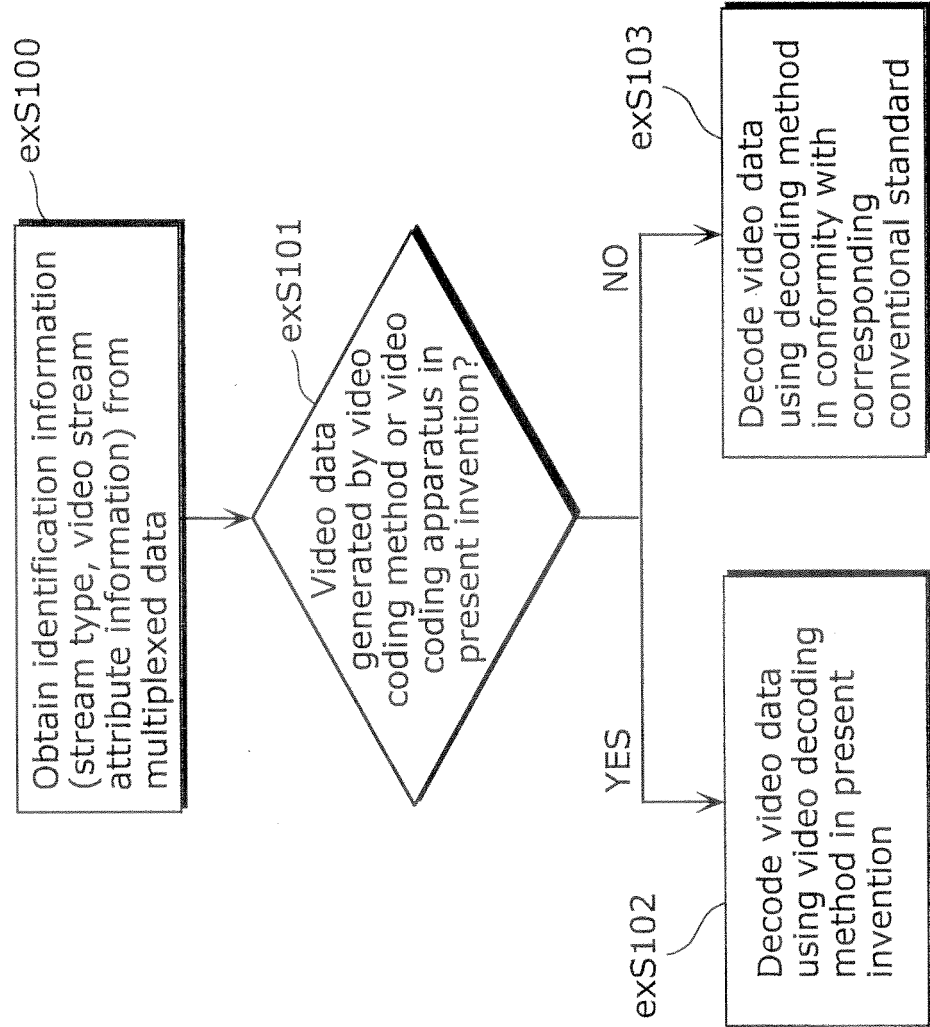 exS100
Obtain identification information
(stream type, video stream
attribute information) from
multiplexed data
exS101
Video data
generated by video
coding method or video
coding apparatus in
present invention?
YES
NO
exS102
Decode video data
using video decoding
method in present
invention
exS103
Decode video data
using decoding method
in conformity with
corresponding
conventional standard